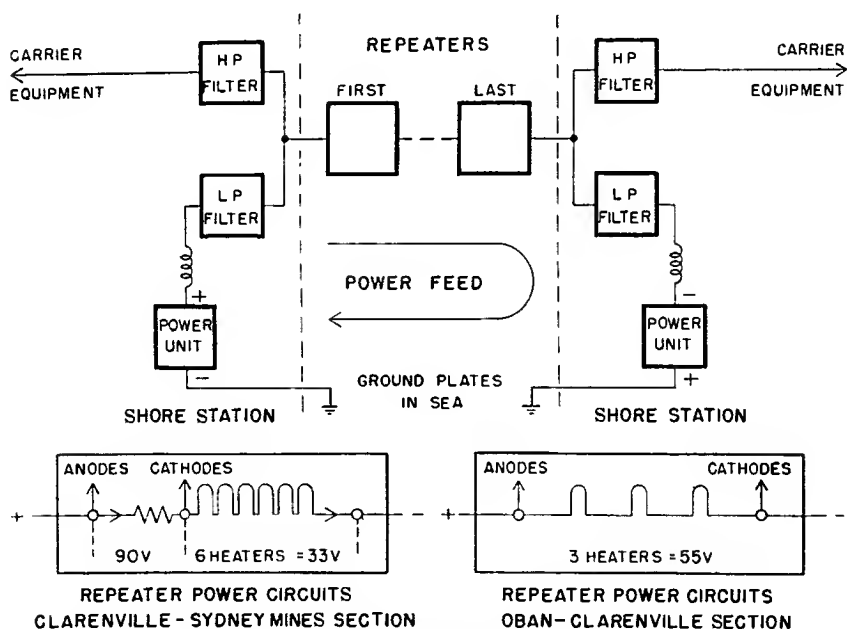 REPEATERS
CARRIER
EQUIPMENT
HP
FILTER
FIRST
LAST
HP
FILTER
CARRIER
EQUIPMENT
LP
FILTER
LP
FILTER
+
POWER
UNIT
−
POWER FEED
−
POWER
UNIT
+
GROUND PLATES
IN SEA
SHORE STATION
SHORE STATION
ANODES
CATHODES
+
90V
6 HEATERS = 33V
REPEATER POWER CIRCUITS
CLARENVILLE - SYDNEY MINES SECTION
ANODES
CATHODES
+
3 HEATERS = 55V
REPEATER POWER CIRCUITS
OBAN-CLARENVILLE SECTION